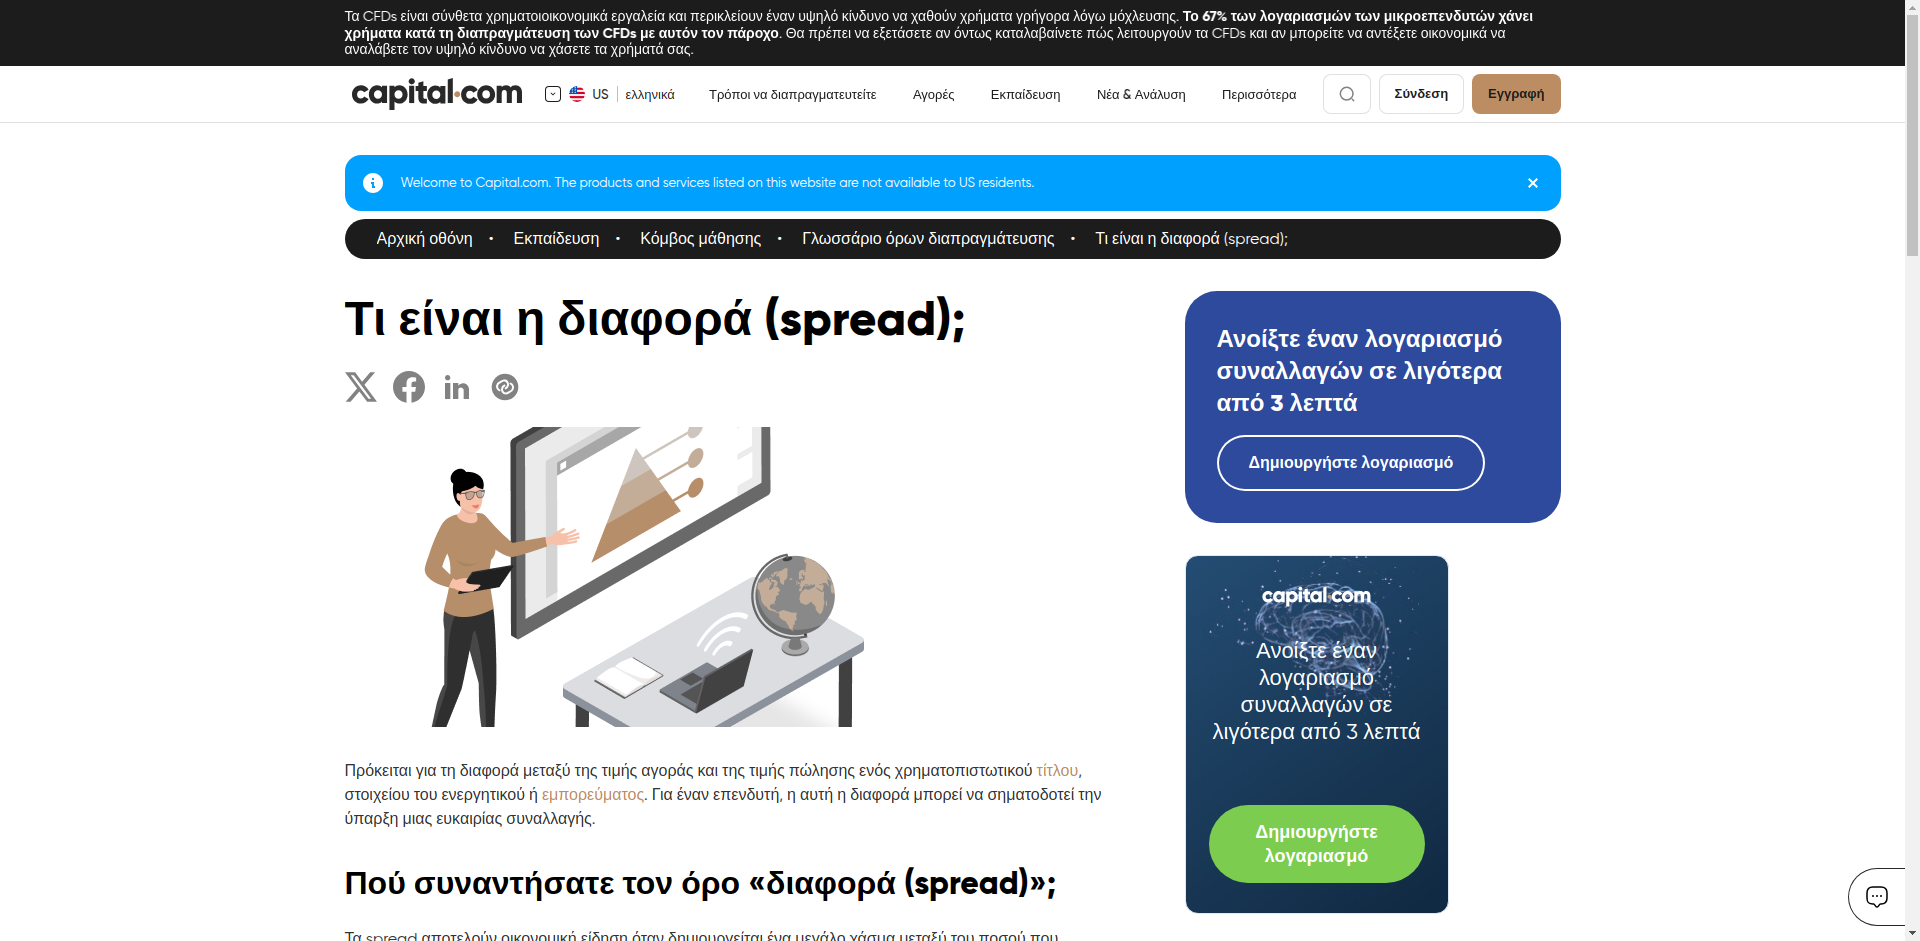 Τα CFDs είναι σύνθετα χρηματοιοικονομικά εργαλεία και περικλείουν έναν υψηλό κίνδυνο να χαθούν χρήματα γρήγορα λόγω μόχλευσης. Το 67% των λογαριασμών των μικροεπενδυτών χάνει
χρήματα κατά τη διαπραγμάτευση των CFDs με αυτόν τον πάροχο. Θα πρέπει να εξετάσετε αν όντως καταλαβαίνετε πώς λειτουργούν τα CFDs και αν μπορείτε να αντέξετε οικονομικά να
αναλάβετε τον υψηλό κίνδυνο να χάσετε τα χρήματά σας.
capital.com US ελληνικά Τρόποι να διαπραγματευτείτε Αγορές Εκπαίδευση Νέα & Ανάλυση Περισσότερα Σύνδεση Εγγραφή
Welcome to Capital.com. The products and services listed on this website are not available to US residents.
Αρχική οθόνη • Εκπαίδευση • Κόμβος μάθησης • Γλωσσάριο όρων διαπραγμάτευσης • Τι είναι η διαφορά (spread);
Τι είναι η διαφορά (spread);
Πρόκειται για τη διαφορά μεταξύ της τιμής αγοράς και της τιμής πώλησης ενός χρηματοπιστωτικού τίτλου,
στοιχείου του ενεργητικού ή εμπορεύματος. Για έναν επενδυτή, η αυτή η διαφορά μπορεί να σηματοδοτεί την
ύπαρξη μιας ευκαιρίας συναλλαγής.
Πού συναντήσατε τον όρο «διαφορά (spread)»;
Τα spread αποτελούν οικονομική είδηση όταν δημιουργείται ένα μεγάλο χάσμα μεταξύ του ποσού που
Ανοίξτε έναν λογαριασμό
συναλλαγών σε λιγότερα
από 3 λεπτά
Δημιουργήστε λογαριασμό
capital.com
Ανοίξτε έναν
λογαριασμό
συναλλαγών σε
λιγότερα από 3 λεπτά
Δημιουργήστε
λογαριασμό